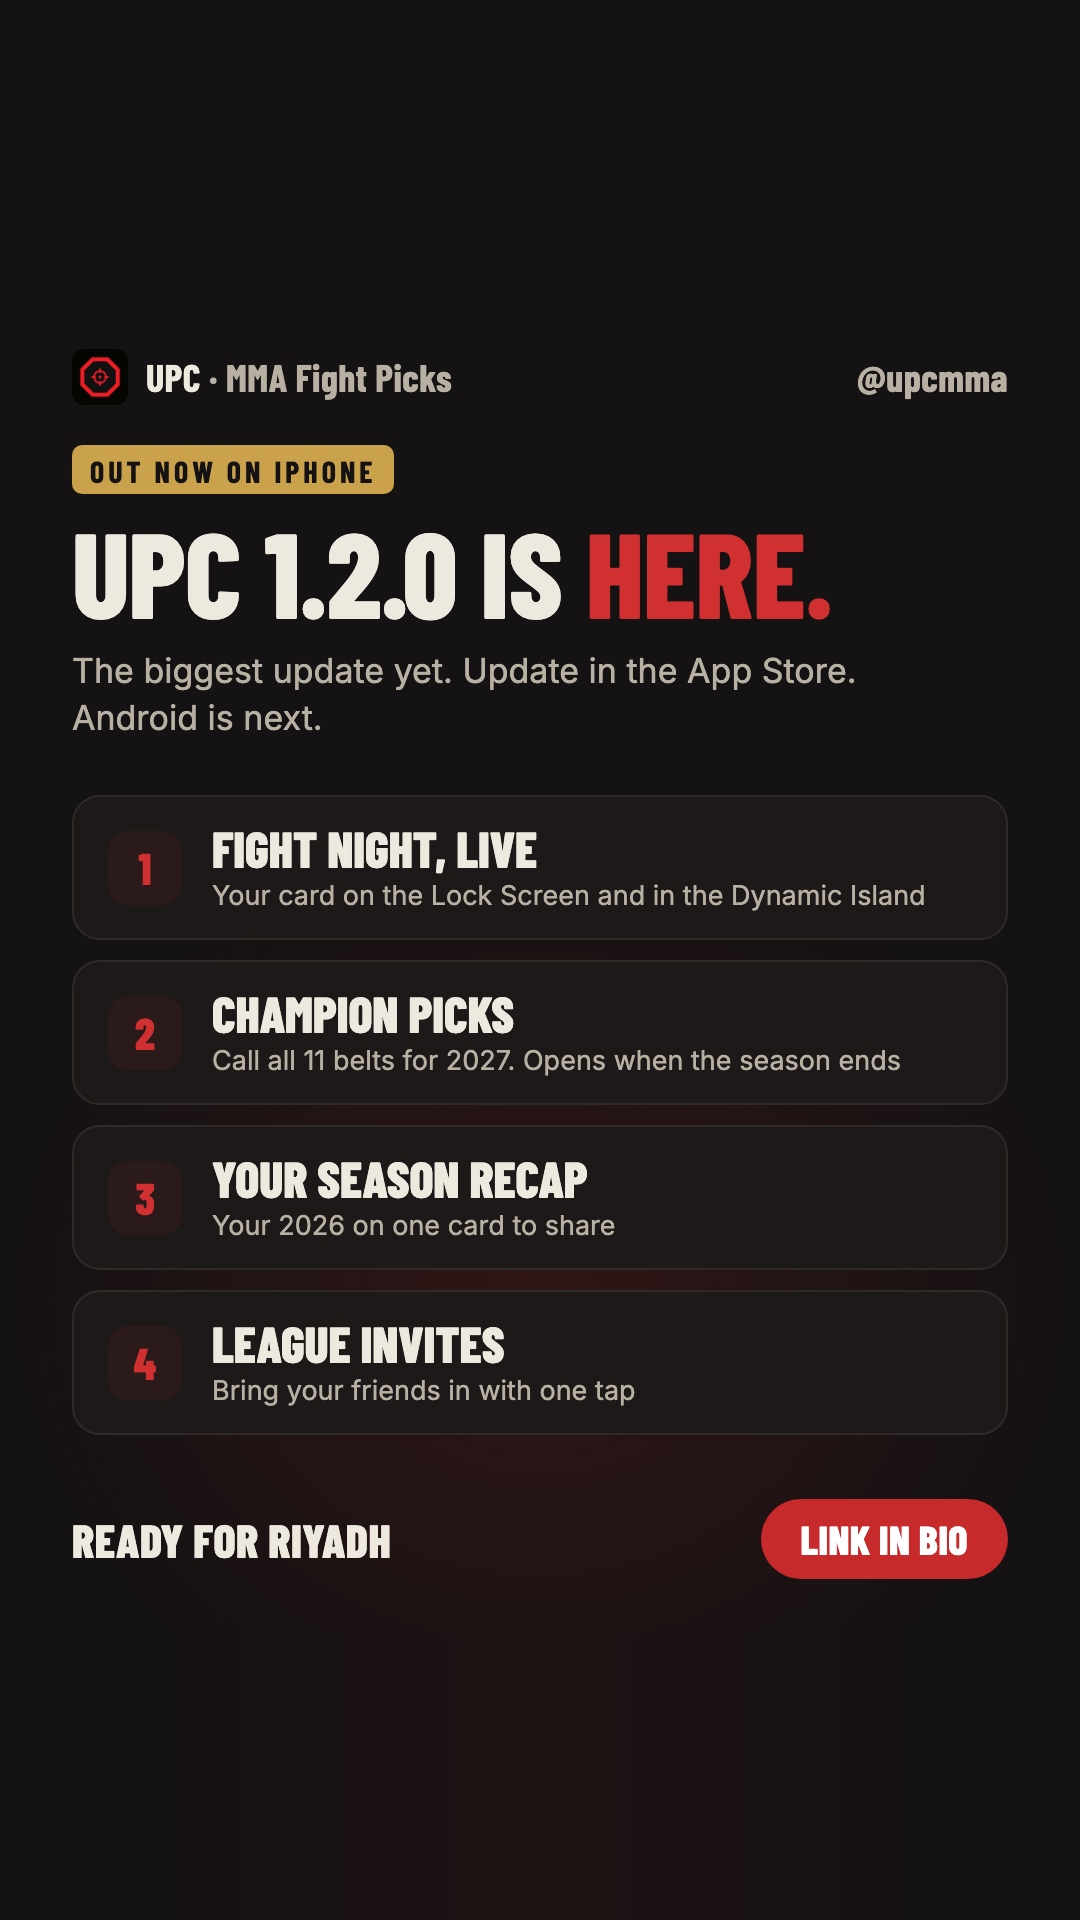 UPC · MMA Fight Picks
@upcmma
OUT NOW ON IPHONE
UPC 1.2.0 IS HERE.
The biggest update yet. Update in the App Store.
Android is next.
1
FIGHT NIGHT, LIVE
Your card on the Lock Screen and in the Dynamic Island
2
CHAMPION PICKS
Call all 11 belts for 2027. Opens when the season ends
3
YOUR SEASON RECAP
Your 2026 on one card to share
4
LEAGUE INVITES
Bring your friends in with one tap
READY FOR RIYADH
LINK IN BIO